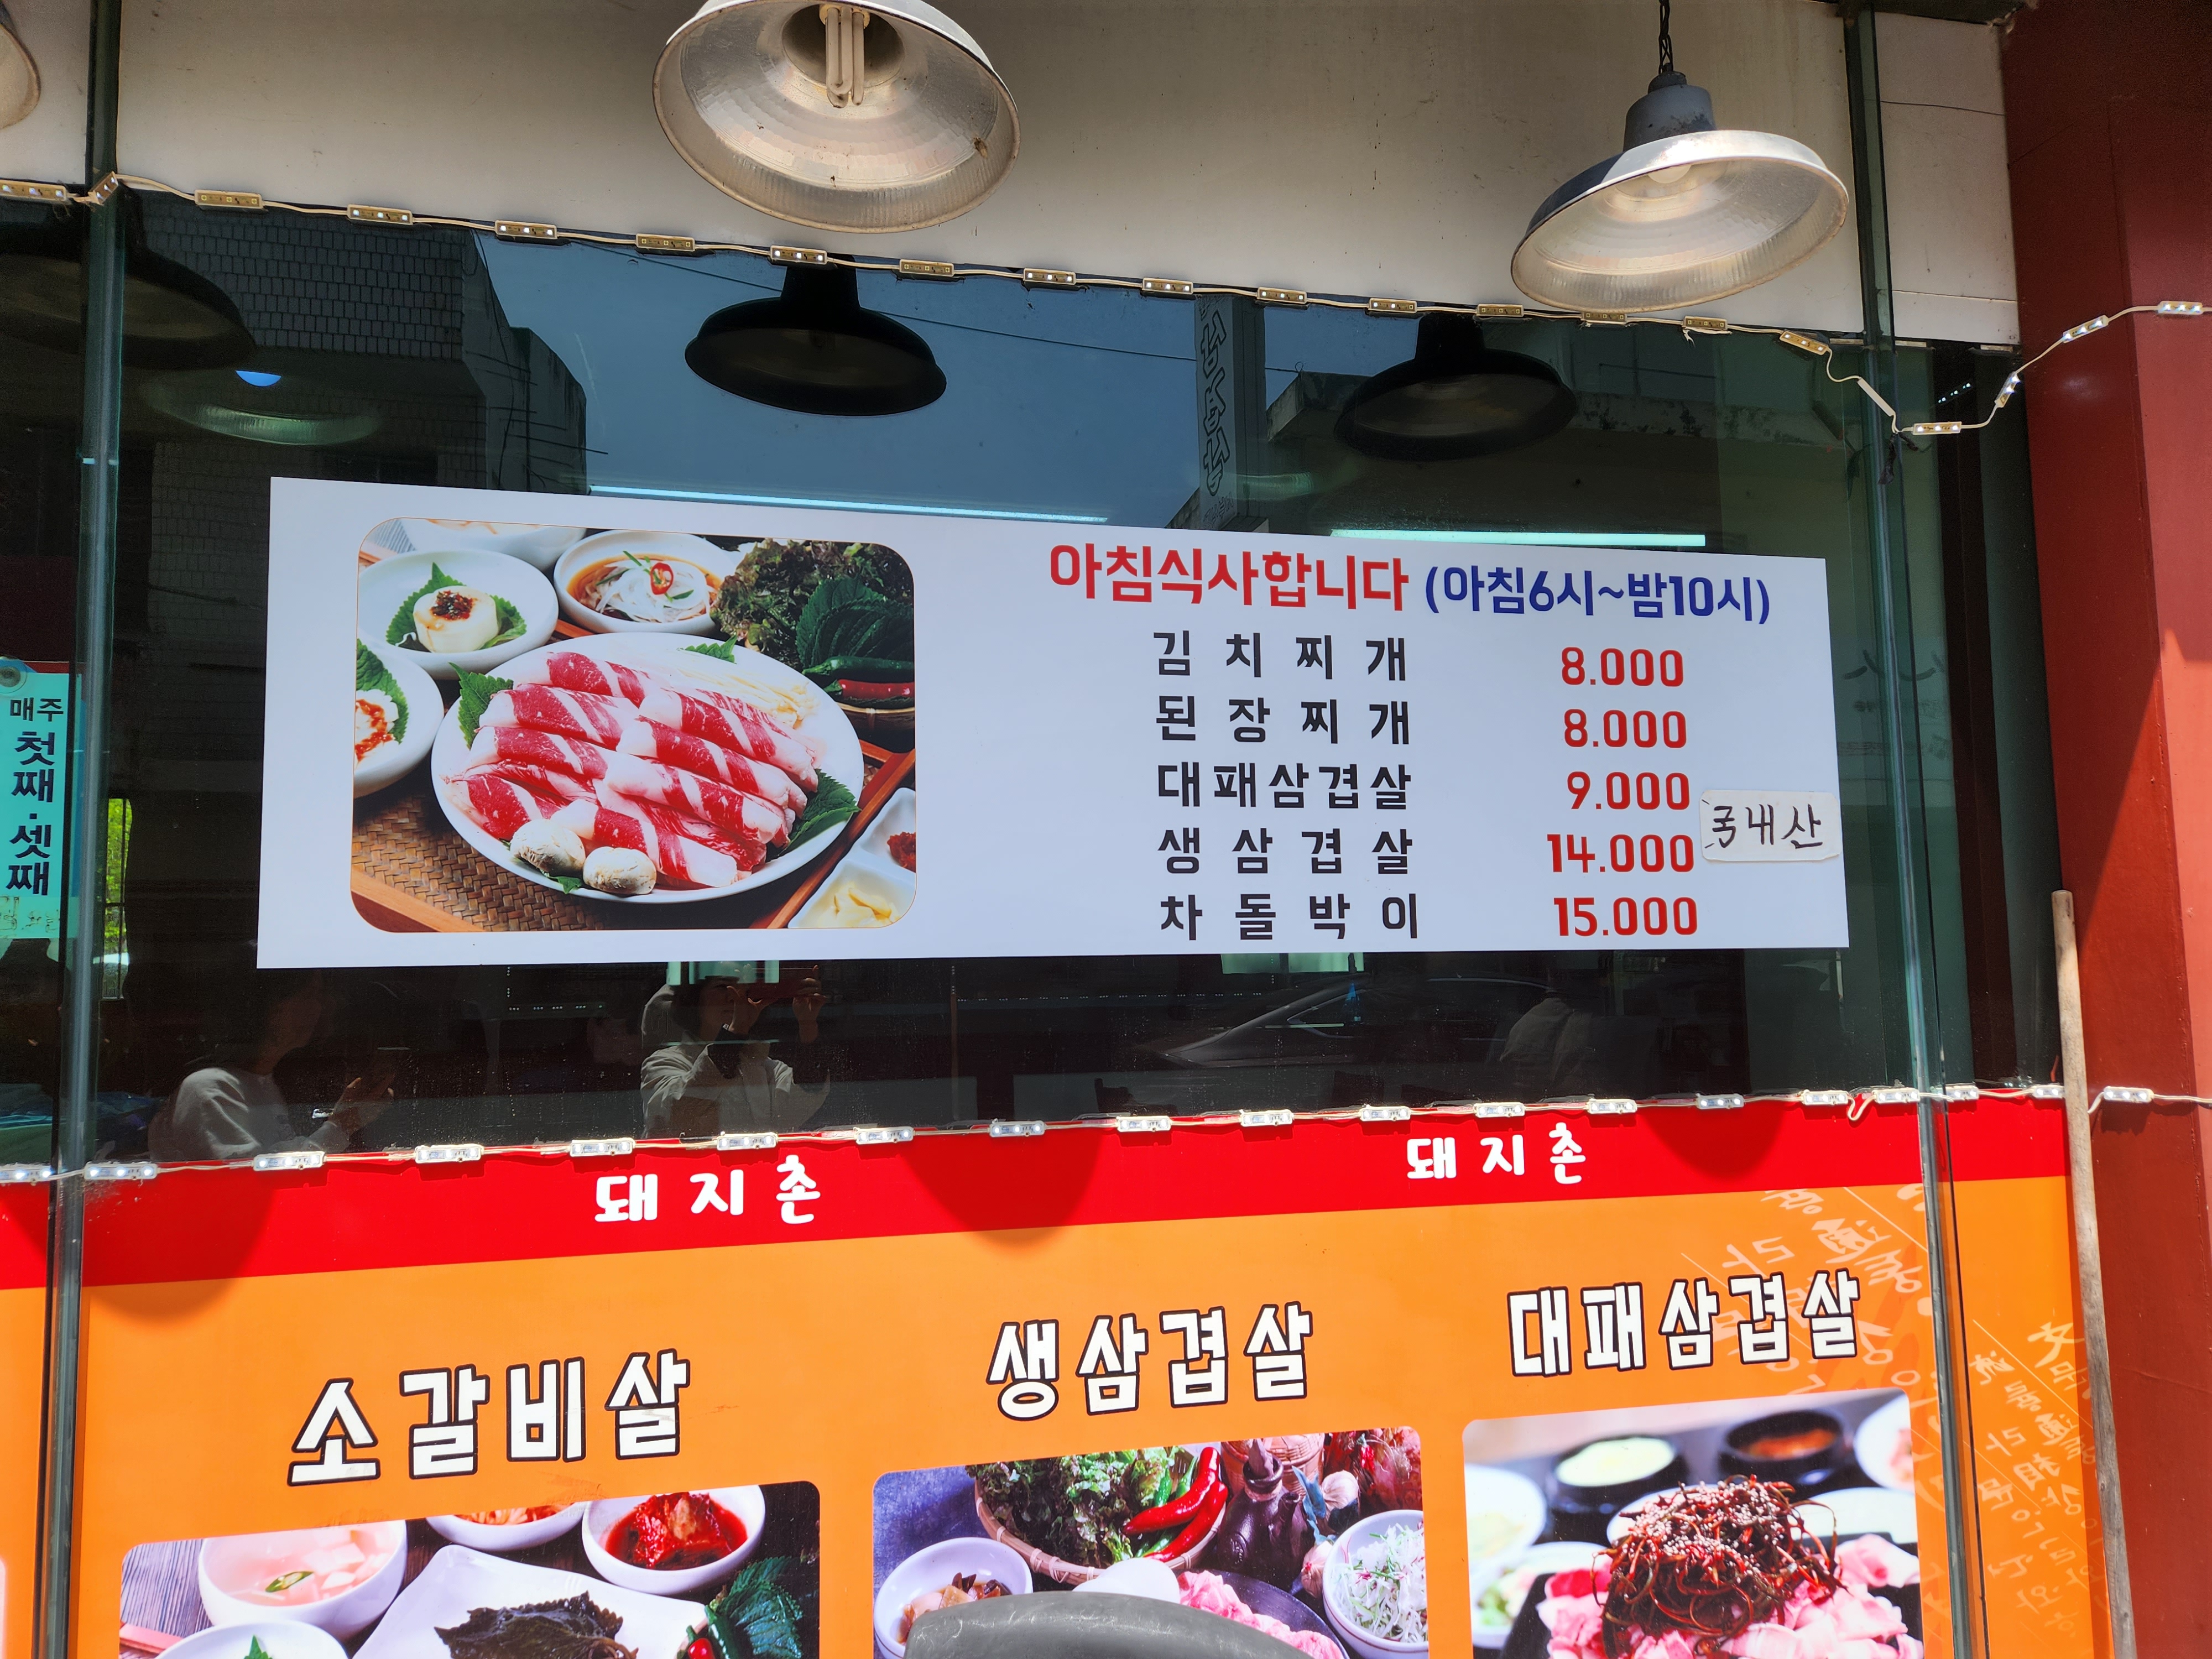 아침식사합니다 (아침6시~밤10시)
김치찌개 8.000
된장찌개 8.000
대패삼겹살 9.000
생삼겹살 14.000 국내산
차돌박이 15.000
매주
첫째·셋째
돼지촌
돼지촌
소갈비살
생삼겹살
대패삼겹살